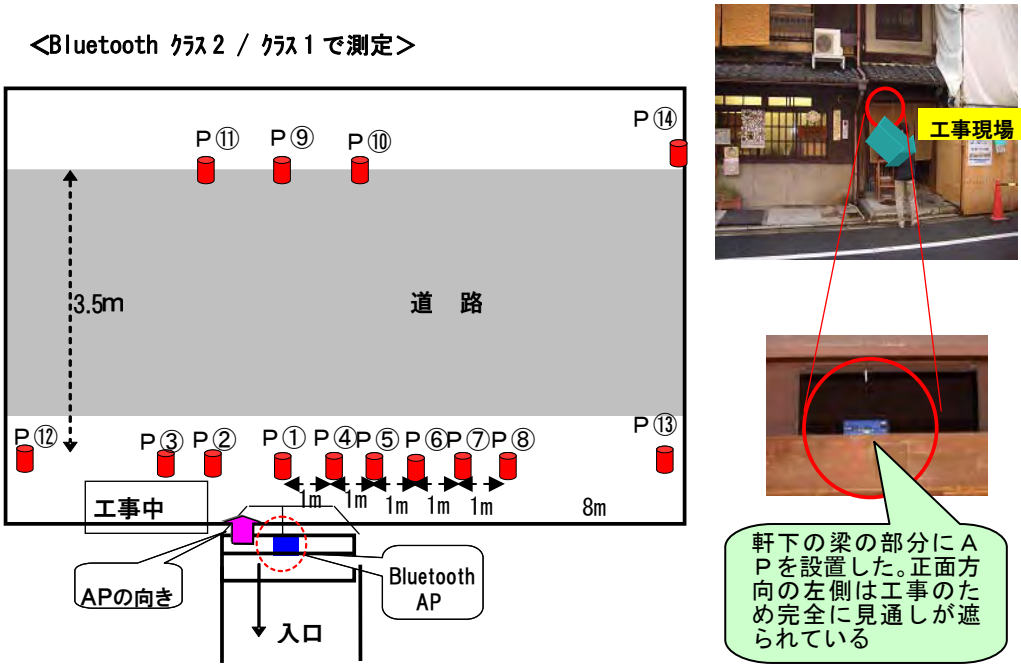 <Bluetooth クラス2 / クラス1で測定>
P⑪
P⑨
P⑩
P⑭
工事現場
3.5m
道 路
P⑫
P③
P②
P①
P④
P⑤
P⑥
P⑦
P⑧
P⑬
1m
1m
1m
1m
1m
8m
工事中
APの向き
Bluetooth
AP
入口
軒下の梁の部分にA
Pを設置した。正面方
向の左側は工事のた
め完全に見通しが遮
られている